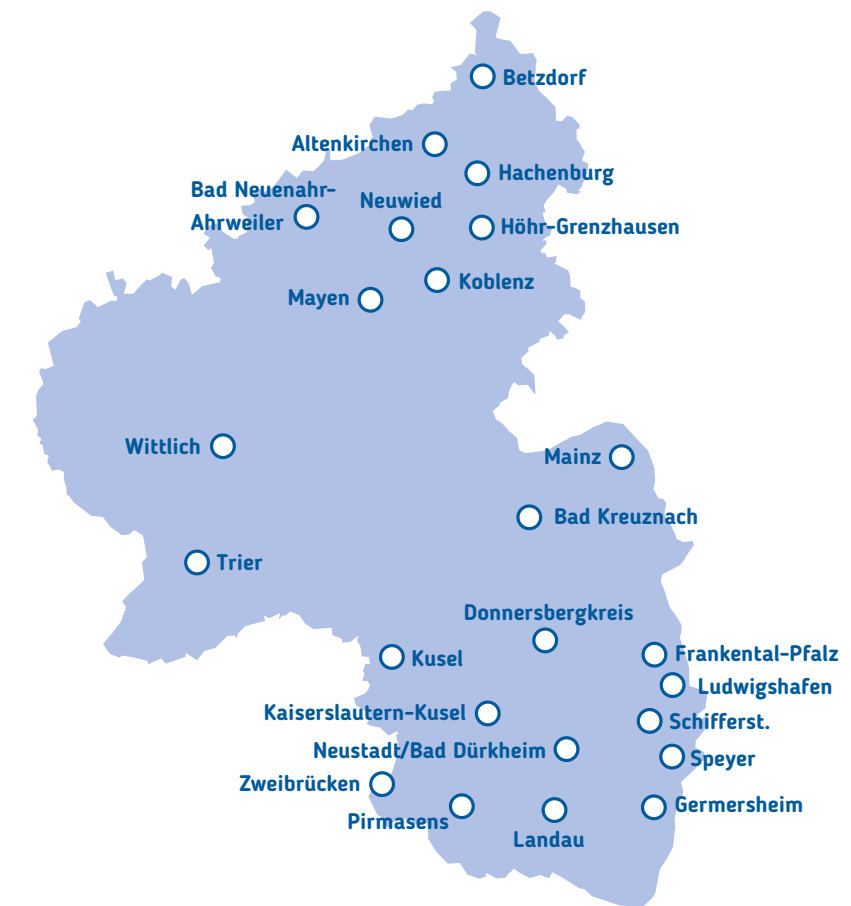 Betzdorf
Altenkirchen
Hachenburg
Bad Neuenahr-
Ahrweiler
Neuwied
Höhr-Grenzhausen
Koblenz
Mayen
Wittlich
Mainz
Bad Kreuznach
Trier
Donnersbergkreis
Frankental-Pfalz
Kusel
Ludwigshafen
Kaiserslautern-Kusel
Schifferst.
Neustadt/Bad Dürkheim
Speyer
Zweibrücken
Germersheim
Pirmasens
Landau